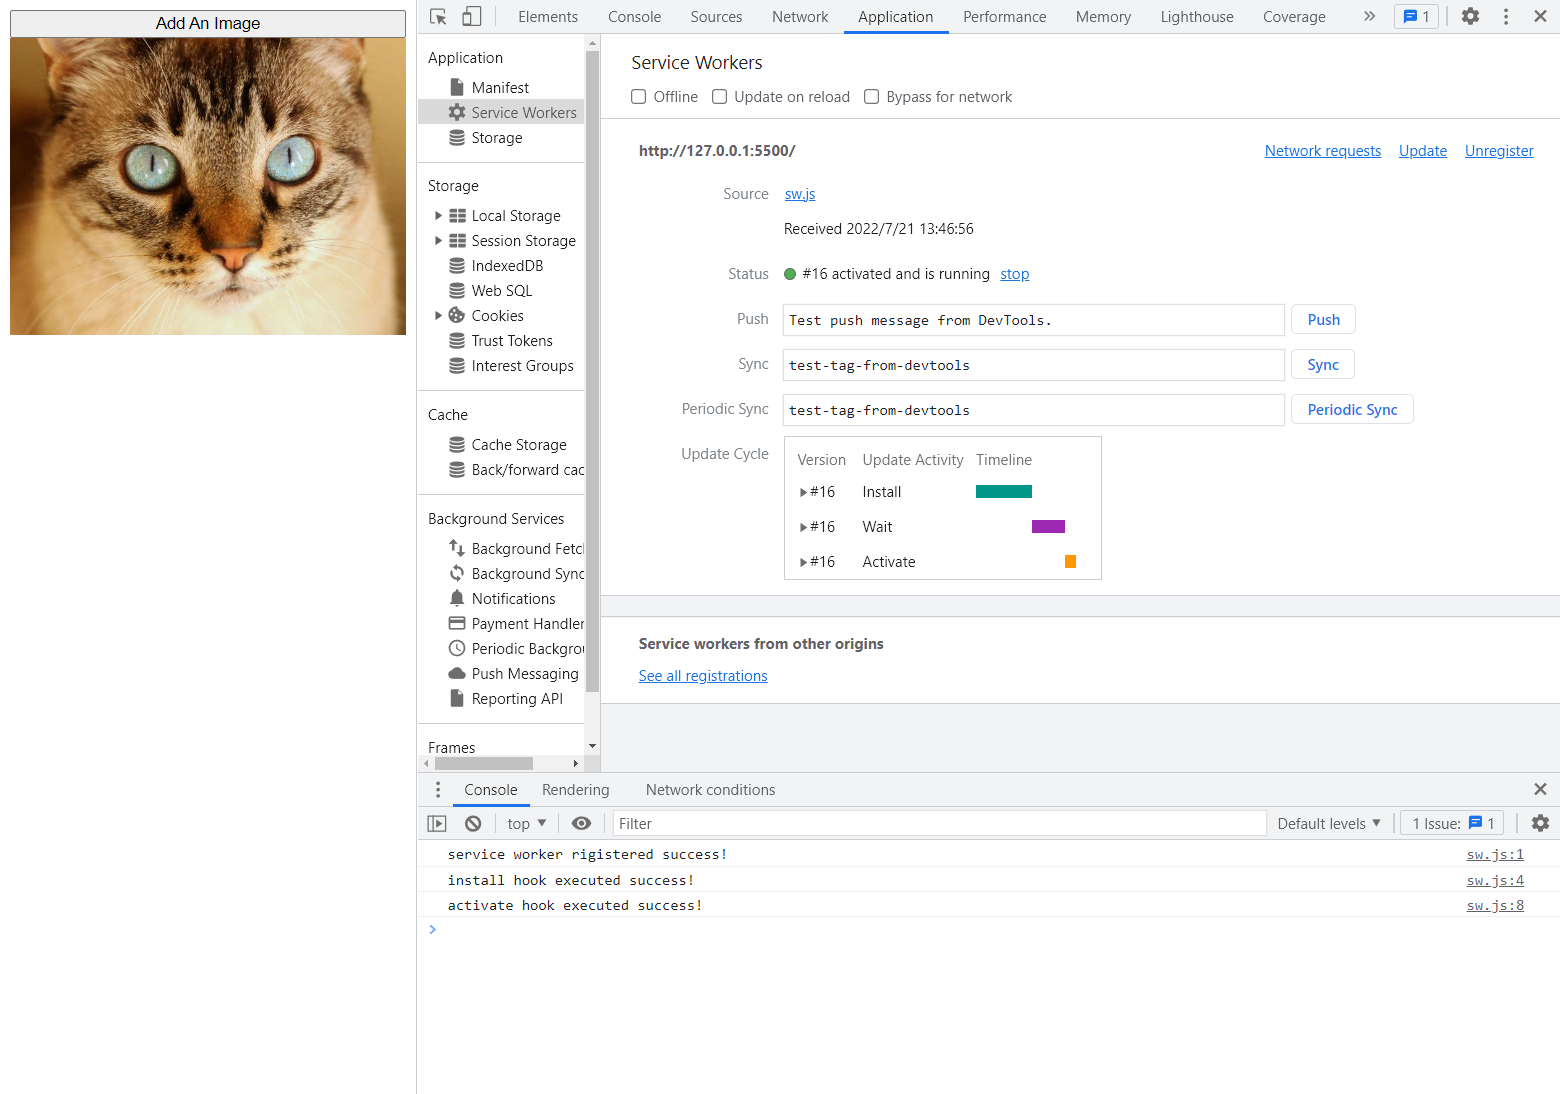 Add An Image
Elements Console Sources Network Application Performance Memory Lighthouse Coverage 1
Application
Manifest
Service Workers
Storage
Storage
Local Storage
Session Storage
IndexedDB
Web SQL
Cookies
Trust Tokens
Interest Groups
Cache
Cache Storage
Back/forward cac
Background Services
Background Fetc
Background Sync
Notifications
Payment Handler
Periodic Backgrou
Push Messaging
Reporting API
Frames
Service Workers
Offline Update on reload Bypass for network
http://127.0.0.1:5500/ Network requests Update Unregister
Source sw.js
Received 2022/7/21 13:46:56
Status #16 activated and is running stop
Push Test push message from DevTools. Push
Sync test-tag-from-devtools Sync
Periodic Sync test-tag-from-devtools Periodic Sync
Update Cycle Version Update Activity Timeline
#16 Install
#16 Wait
#16 Activate
Service workers from other origins
See all registrations
Console Rendering Network conditions
top Filter Default levels 1 Issue: 1
service worker rigistered success! sw.js:1
install hook executed success! sw.js:4
activate hook executed success! sw.js:8